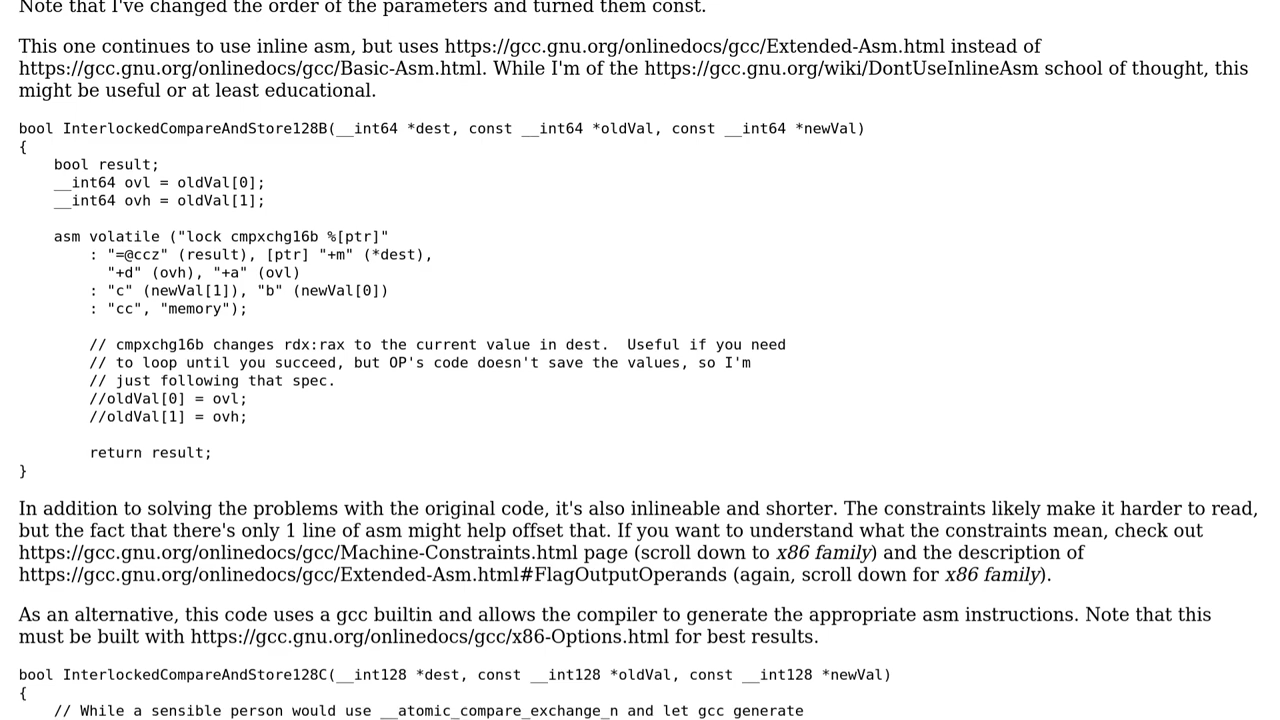 Note that I've changed the order of the parameters and turned them const.
This one continues to use inline asm, but uses https://gcc.gnu.org/onlinedocs/gcc/Extended-Asm.html instead of
https://gcc.gnu.org/onlinedocs/gcc/Basic-Asm.html. While I'm of the https://gcc.gnu.org/wiki/DontUseInlineAsm school of thought, this
might be useful or at least educational.
bool InterlockedCompareAndStore128B(__int64 *dest, const __int64 *oldVal, const __int64 *newVal)
{
    bool result;
    __int64 ovl = oldVal[0];
    __int64 ovh = oldVal[1];
    asm volatile ("lock cmpxchg16b %[ptr]"
        : "=@ccz" (result), [ptr] "+m" (*dest),
          "+d" (ovh), "+a" (ovl)
        : "c" (newVal[1]), "b" (newVal[0])
        : "cc", "memory");
        // cmpxchg16b changes rdx:rax to the current value in dest.  Useful if you need
        // to loop until you succeed, but OP's code doesn't save the values, so I'm
        // just following that spec.
        //oldVal[0] = ovl;
        //oldVal[1] = ovh;
        return result;
}
In addition to solving the problems with the original code, it's also inlineable and shorter. The constraints likely make it harder to read,
but the fact that there's only 1 line of asm might help offset that. If you want to understand what the constraints mean, check out
https://gcc.gnu.org/onlinedocs/gcc/Machine-Constraints.html page (scroll down to x86 family) and the description of
https://gcc.gnu.org/onlinedocs/gcc/Extended-Asm.html#FlagOutputOperands (again, scroll down for x86 family).
As an alternative, this code uses a gcc builtin and allows the compiler to generate the appropriate asm instructions. Note that this
must be built with https://gcc.gnu.org/onlinedocs/gcc/x86-Options.html for best results.
bool InterlockedCompareAndStore128C(__int128 *dest, const __int128 *oldVal, const __int128 *newVal)
{
    // While a sensible person would use __atomic_compare_exchange_n and let gcc generate